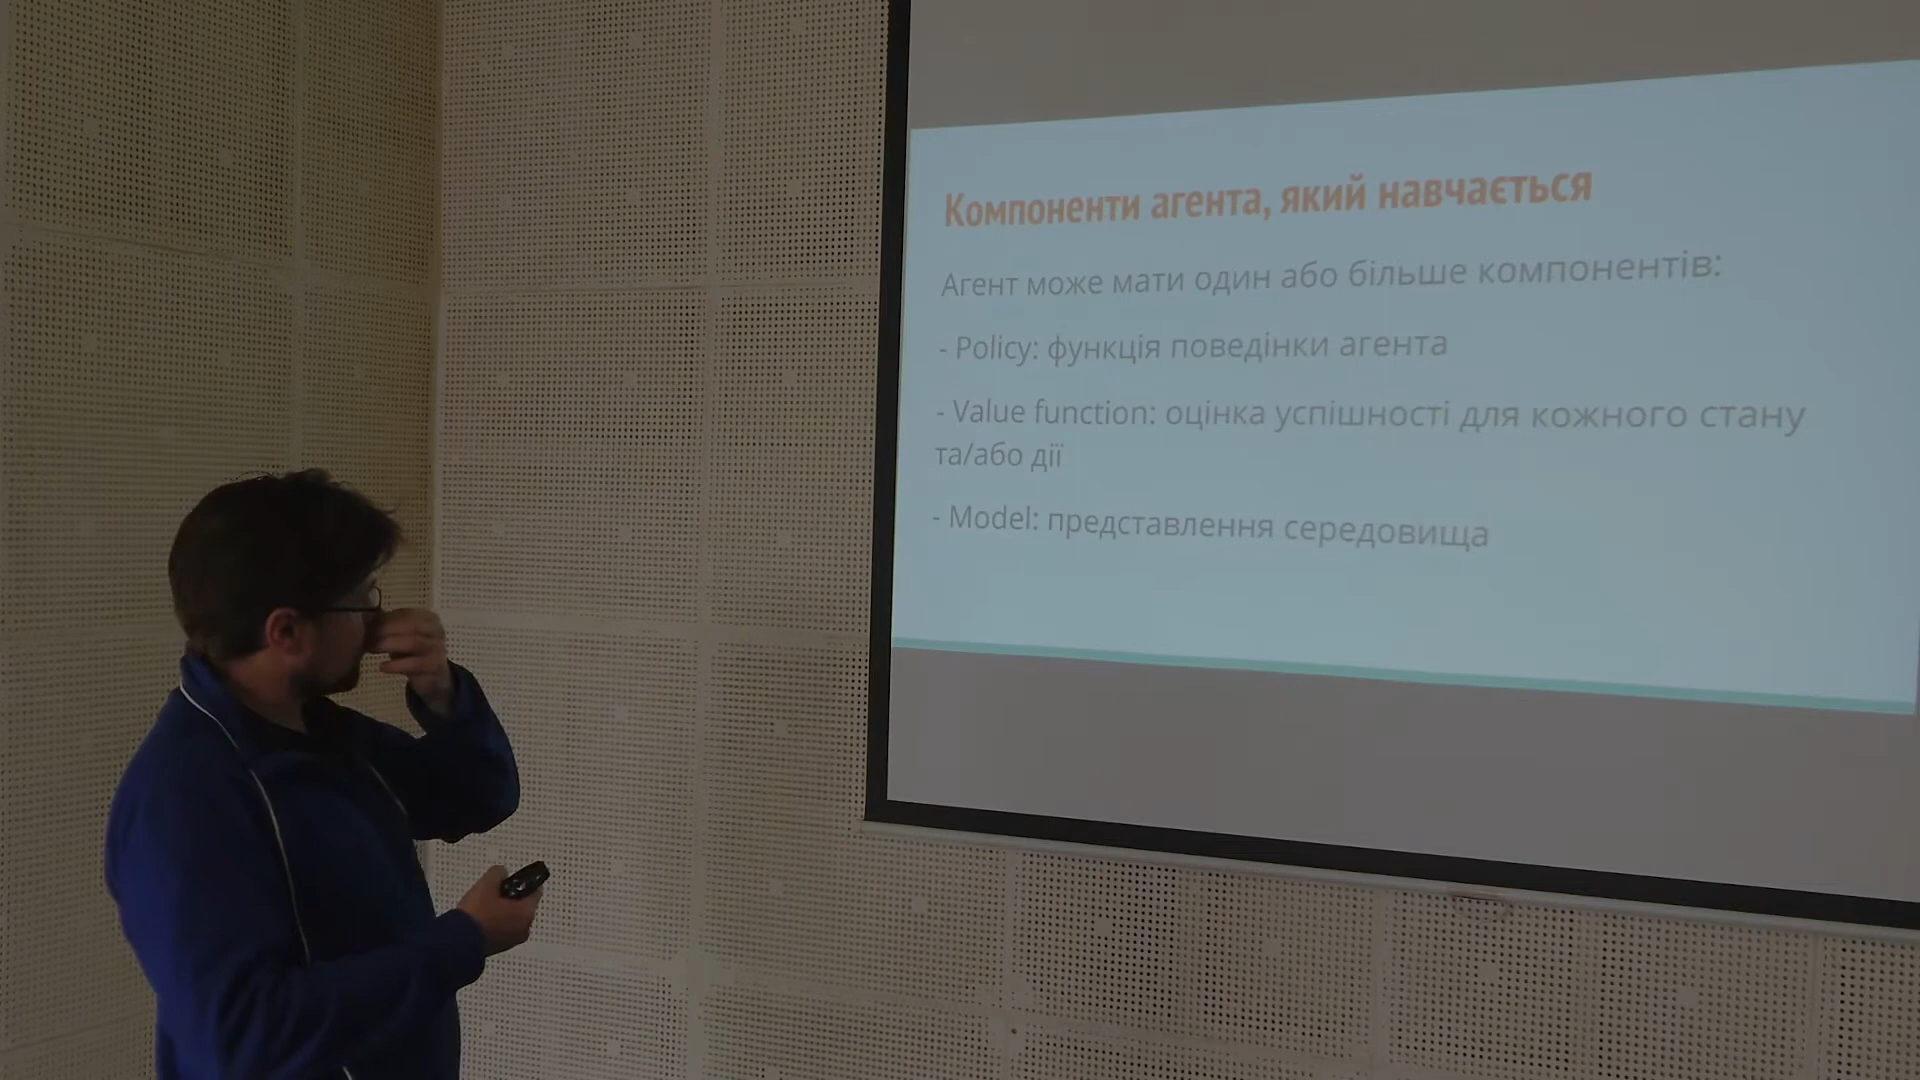 Компоненти агента, який навчається
Агент може мати один або більше компонентів:
- Policy: функція поведінки агента
- Value function: оцінка успішності для кожного стану
та/або дії
- Model: представлення середовища